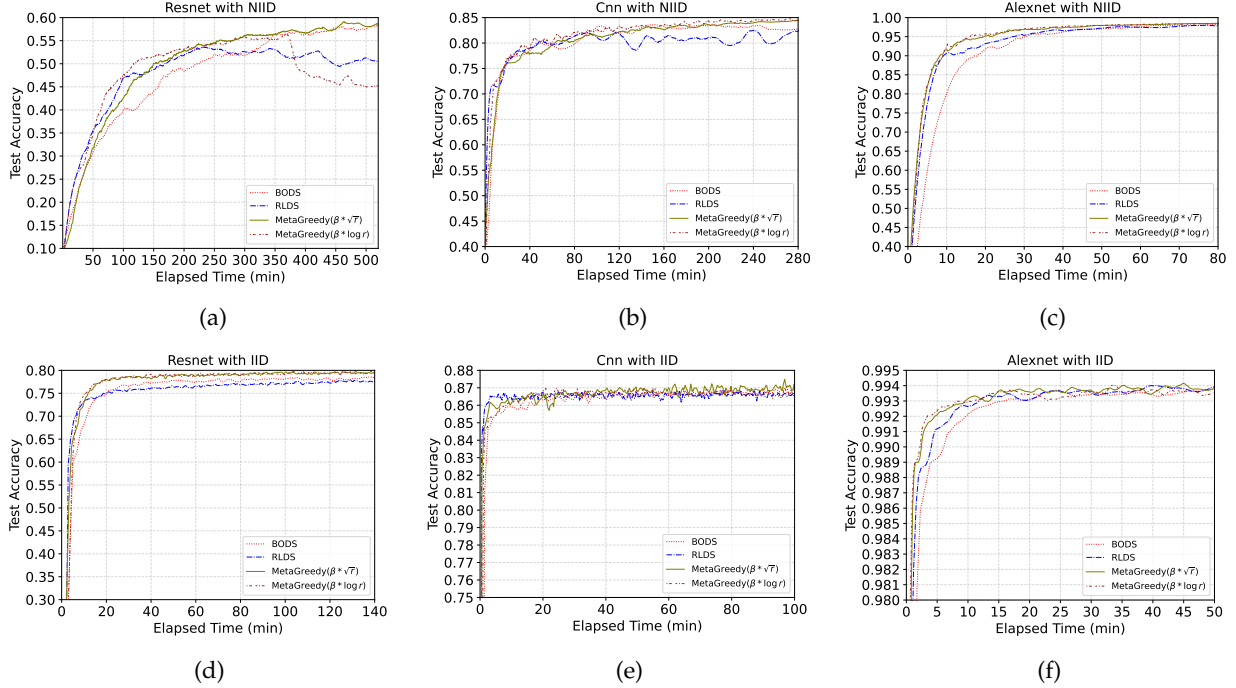 Resnet with NIID
0.60
0.55
0.50
0.45
0.40
0.35
0.30
0.25
0.20
0.15
0.10
Test Accuracy
BODS
RLDS
MetaGreedy(β * √r)
MetaGreedy(β * log r)
50 100 150 200 250 300 350 400 450 500
Elapsed Time (min)
(a)
Cnn with NIID
0.85
0.80
0.75
0.70
0.65
0.60
0.55
0.50
0.45
0.40
Test Accuracy
BODS
RLDS
MetaGreedy(β * √r)
MetaGreedy(β * log r)
0 40 80 120 160 200 240 280
Elapsed Time (min)
(b)
Alexnet with NIID
1.00
0.95
0.90
0.85
0.80
0.75
0.70
0.65
0.60
0.55
0.50
0.45
0.40
Test Accuracy
BODS
RLDS
MetaGreedy(β * √r)
MetaGreedy(β * log r)
0 10 20 30 40 50 60 70 80
Elapsed Time (min)
(c)
Resnet with IID
0.80
0.75
0.70
0.65
0.60
0.55
0.50
0.45
0.40
0.35
0.30
Test Accuracy
BODS
RLDS
MetaGreedy(β * √r)
MetaGreedy(β * log r)
0 20 40 60 80 100 120 140
Elapsed Time (min)
(d)
Cnn with IID
0.88
0.87
0.86
0.85
0.84
0.83
0.82
0.81
0.80
0.79
0.78
0.77
0.76
0.75
Test Accuracy
BODS
RLDS
MetaGreedy(β * √r)
MetaGreedy(β * log r)
0 20 40 60 80 100
Elapsed Time (min)
(e)
Alexnet with IID
0.995
0.994
0.993
0.992
0.991
0.989
0.988
0.987
0.986
0.985
0.984
0.983
0.982
0.981
0.980
Test Accuracy
BODS
RLDS
MetaGreedy(β * √r)
MetaGreedy(β * log r)
0 5 10 15 20 25 30 35 40 45 50
Elapsed Time (min)
(f)